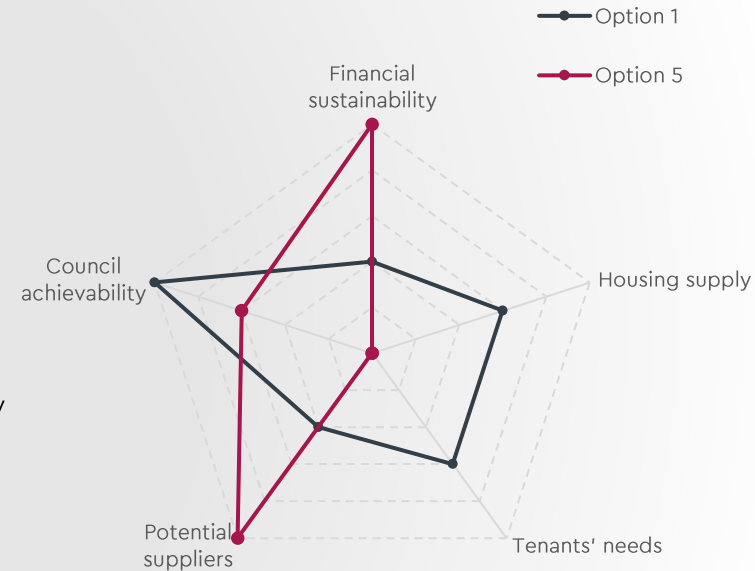 Option 1
Option 5
Financial
sustainability
Housing supply
Council
achievability
Potential
suppliers
Tenants' needs